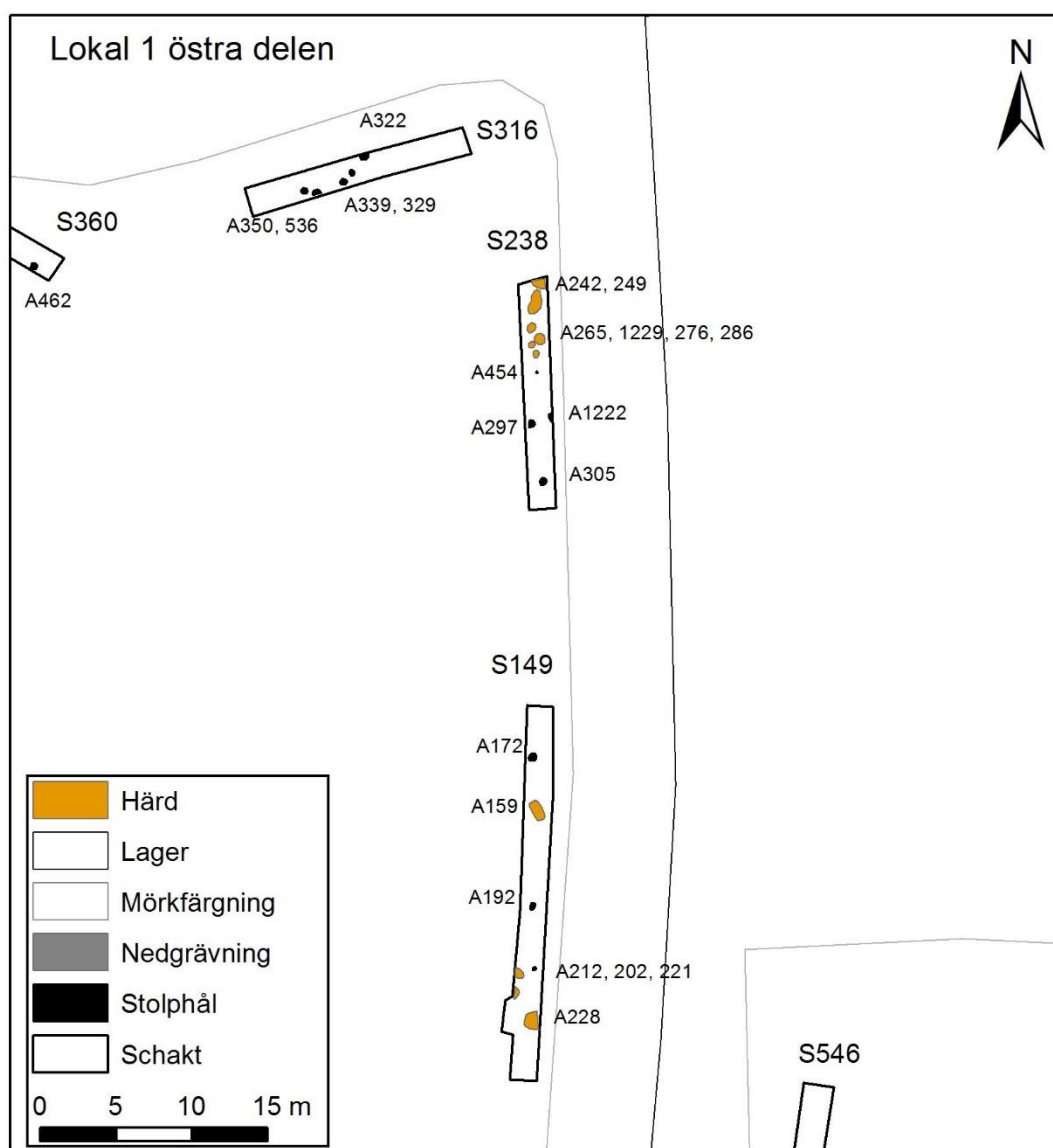 Lokal 1 östra delen
N
A322
S316
A339, 329
A350, 536
S360
A462
S238
A242, 249
A265, 1229, 276, 286
A454
A1222
A297
A305
S149
A172
A159
A192
A212, 202, 221
A228
S546
Härd
Lager
Mörkfärgning
Nedgrävning
Stolphål
Schakt
0 5 10 15 m